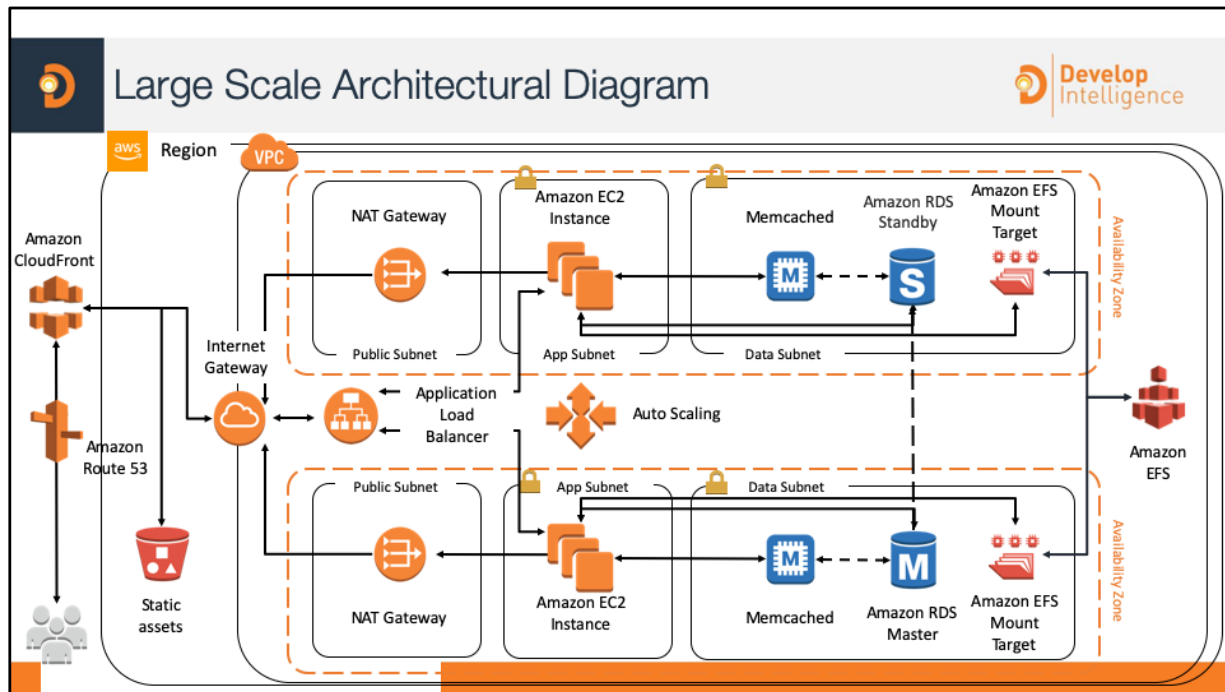 Large Scale Architectural Diagram
Develop
Intelligence
aws
Region
VPC
NAT Gateway
Public Subnet
Amazon EC2
Instance
App Subnet
Memcached
Amazon RDS
Standby
S
Amazon EFS
Mount
Target
M
Data Subnet
Availability Zone
Amazon
CloudFront
Internet
Gateway
Application
Load
Balancer
Auto Scaling
Amazon
Route 53
Amazon
EFS
Static
assets
Public Subnet
NAT Gateway
App Subnet
Amazon EC2
Instance
Data Subnet
M
Memcached
M
Amazon RDS
Master
Amazon EFS
Mount
Target
Availability Zone